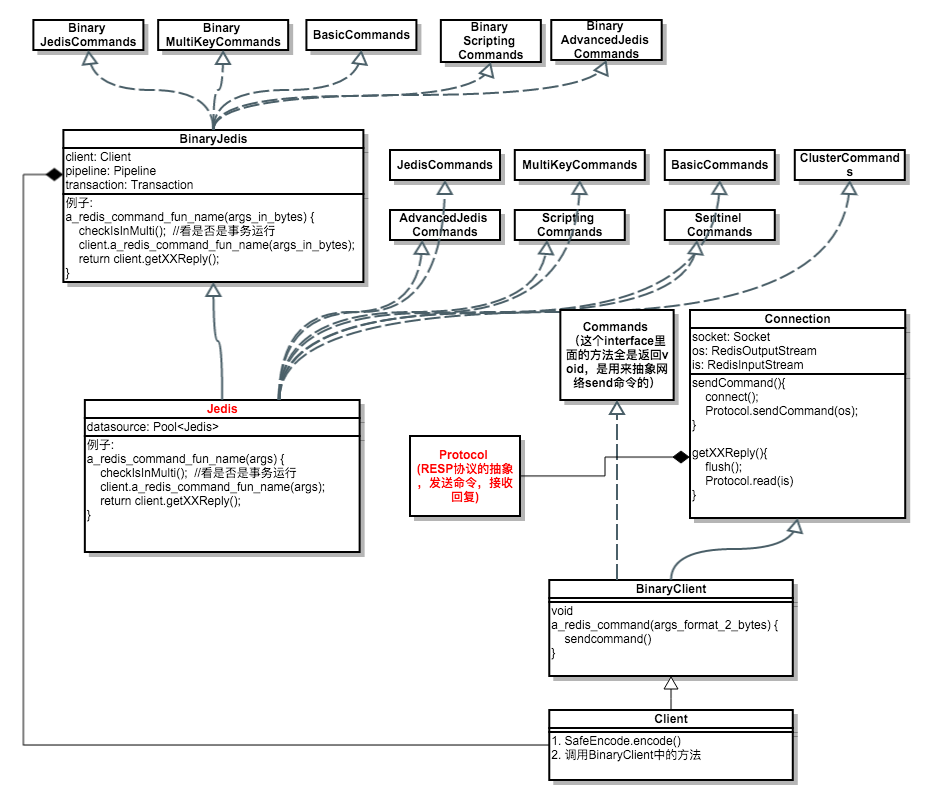 Binary
JedisCommands
Binary
MultiKeyCommands
BasicCommands
Binary
Scripting
Commands
Binary
AdvancedJedis
Commands
BinaryJedis
client: Client
pipeline: Pipeline
transaction: Transaction
例子:
a_redis_command_fun_name(args_in_bytes) {
checkIsInMulti();  //看是否是事务运行
client.a_redis_command_fun_name(args_in_bytes);
return client.getXXReply();
}
JedisCommands
MultiKeyCommands
BasicCommands
ClusterCommand
s
AdvancedJedis
Commands
Scripting
Commands
Sentinel
Commands
Commands
（这个interface里
面的方法全是返回v
oid，是用来抽象网
络send命令的）
Connection
socket: Socket
os: RedisOutputStream
is: RedisInputStream
sendCommand(){
connect();
Protocol.sendCommand(os);
}
getXXReply(){
flush();
Protocol.read(is)
}
Jedis
datasource: Pool<Jedis>
例子:
a_redis_command_fun_name(args) {
checkIsInMulti();  //看是否是事务运行
client.a_redis_command_fun_name(args);
return client.getXXReply();
}
Protocol
(RESP协议的抽象
，发送命令，接收
回复)
BinaryClient
void
a_redis_command(args_format_2_bytes) {
sendcommand()
}
Client
1. SafeEncode.encode()
2. 调用BinaryClient中的方法